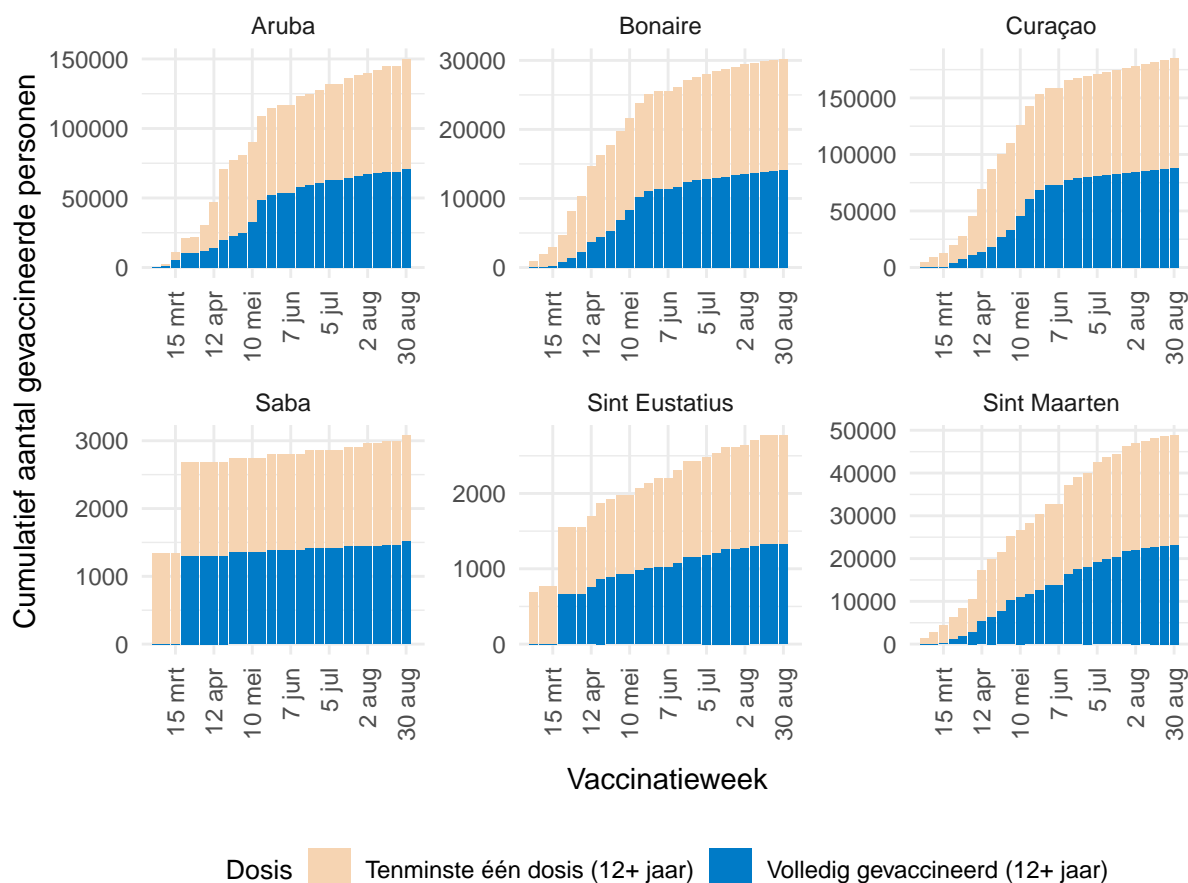 Cumulatief aantal gevaccineerde personen
Aruba
150000
100000
50000
0
15 mrt
12 apr
10 mei
7 jun
5 jul
2 aug
30 aug
Bonaire
30000
20000
10000
0
15 mrt
12 apr
10 mei
7 jun
5 jul
2 aug
30 aug
Curaçao
150000
100000
50000
0
15 mrt
12 apr
10 mei
7 jun
5 jul
2 aug
30 aug
Saba
3000
2000
1000
0
15 mrt
12 apr
10 mei
7 jun
5 jul
2 aug
30 aug
Sint Eustatius
2000
1000
0
15 mrt
12 apr
10 mei
7 jun
5 jul
2 aug
30 aug
Sint Maarten
50000
40000
30000
20000
10000
0
15 mrt
12 apr
10 mei
7 jun
5 jul
2 aug
30 aug
Vaccinatieweek
Dosis Tenminste één dosis (12+ jaar) Volledig gevaccineerd (12+ jaar)